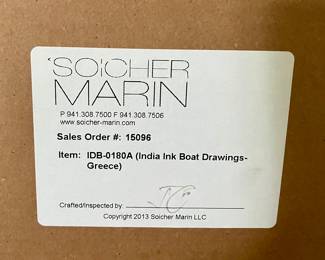 SOICHER
MARIN
P 941.308.7500 F 941.308.7506
www.soicher-marin.com
Sales Order #: 15096
Item: IDB-0180A (India Ink Boat Drawings-
Greece)
Crafted/Inspected by:
Copyright 2013 Soicher Marin LLC